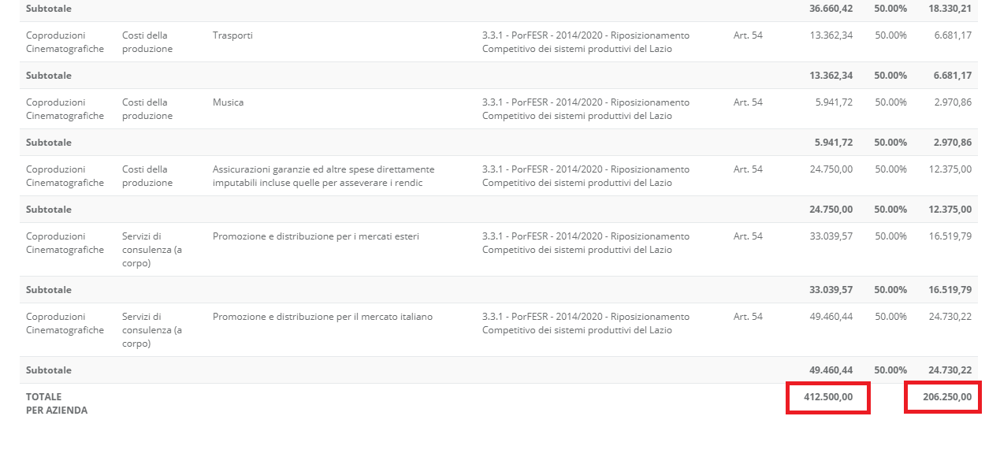 Subtotale 36.660,42 50.00% 18.330,21
Coproduzioni Costi della Trasporti 3.3.1 - PorFESR - 2014/2020 - Riposizionamento Art. 54 13.362,34 50.00% 6.681,17
Cinematografiche produzione Competitivo dei sistemi produttivi del Lazio
Subtotale 13.362,34 50.00% 6.681,17
Coproduzioni Costi della Musica 3.3.1 - PorFESR - 2014/2020 - Riposizionamento Art. 54 5.941,72 50.00% 2.970,86
Cinematografiche produzione Competitivo dei sistemi produttivi del Lazio
Subtotale 5.941,72 50.00% 2.970,86
Coproduzioni Costi della Assicurazioni garanzie ed altre spese direttamente 3.3.1 - PorFESR - 2014/2020 - Riposizionamento Art. 54 24.750,00 50.00% 12.375,00
Cinematografiche produzione imputabili incluse quelle per asseverare i rendic Competitivo dei sistemi produttivi del Lazio
Subtotale 24.750,00 50.00% 12.375,00
Coproduzioni Servizi di Promozione e distribuzione per i mercati esteri 3.3.1 - PorFESR - 2014/2020 - Riposizionamento Art. 54 33.039,57 50.00% 16.519,79
Cinematografiche consulenza (a Competitivo dei sistemi produttivi del Lazio
corpo)
Subtotale 33.039,57 50.00% 16.519,79
Coproduzioni Servizi di Promozione e distribuzione per il mercato italiano 3.3.1 - PorFESR - 2014/2020 - Riposizionamento Art. 54 49.460,44 50.00% 24.730,22
Cinematografiche consulenza (a Competitivo dei sistemi produttivi del Lazio
corpo)
Subtotale 49.460,44 50.00% 24.730,22
TOTALE 412.500,00 206.250,00
PER AZIENDA